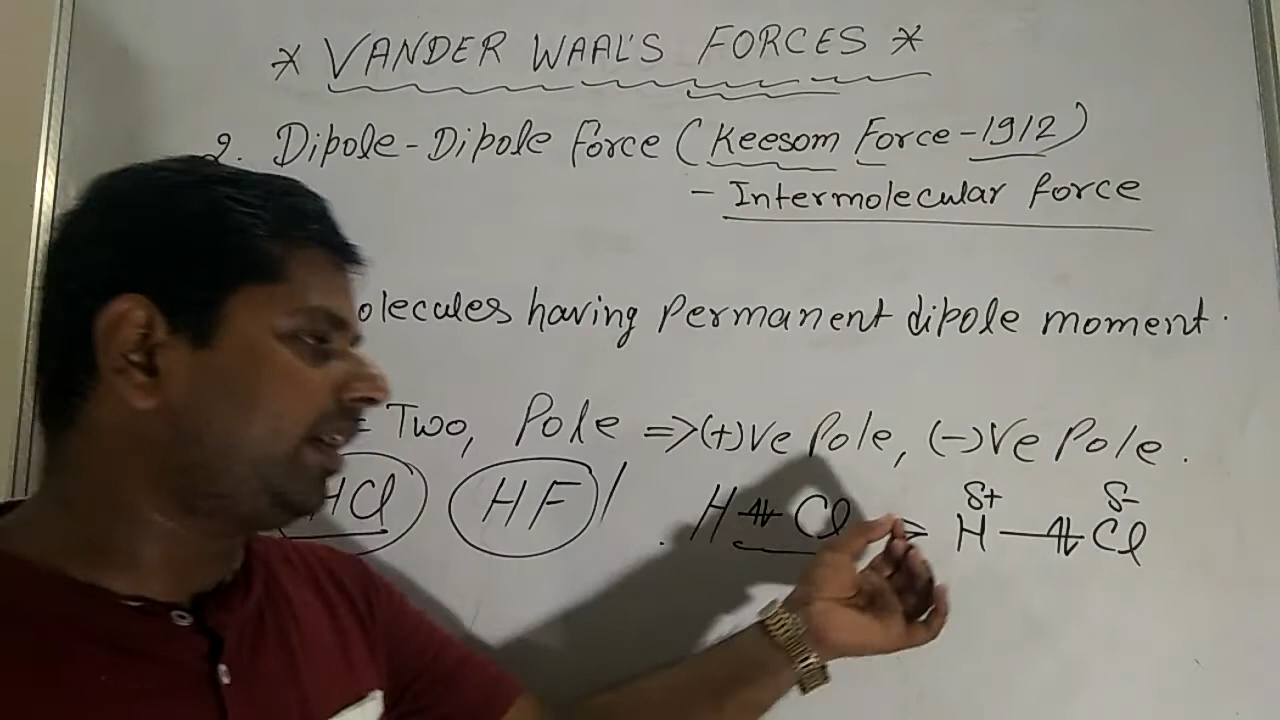 * VANDER WAAL'S FORCES *
2. Dipole-Dipole force (Keesom Force-1912)
- Intermolecular force
olecules having permanent dipole moment.
= Two, Pole => (+)ve Pole, (-)ve Pole.
HCl HF / H Cl => δ+ H — δ- Cl